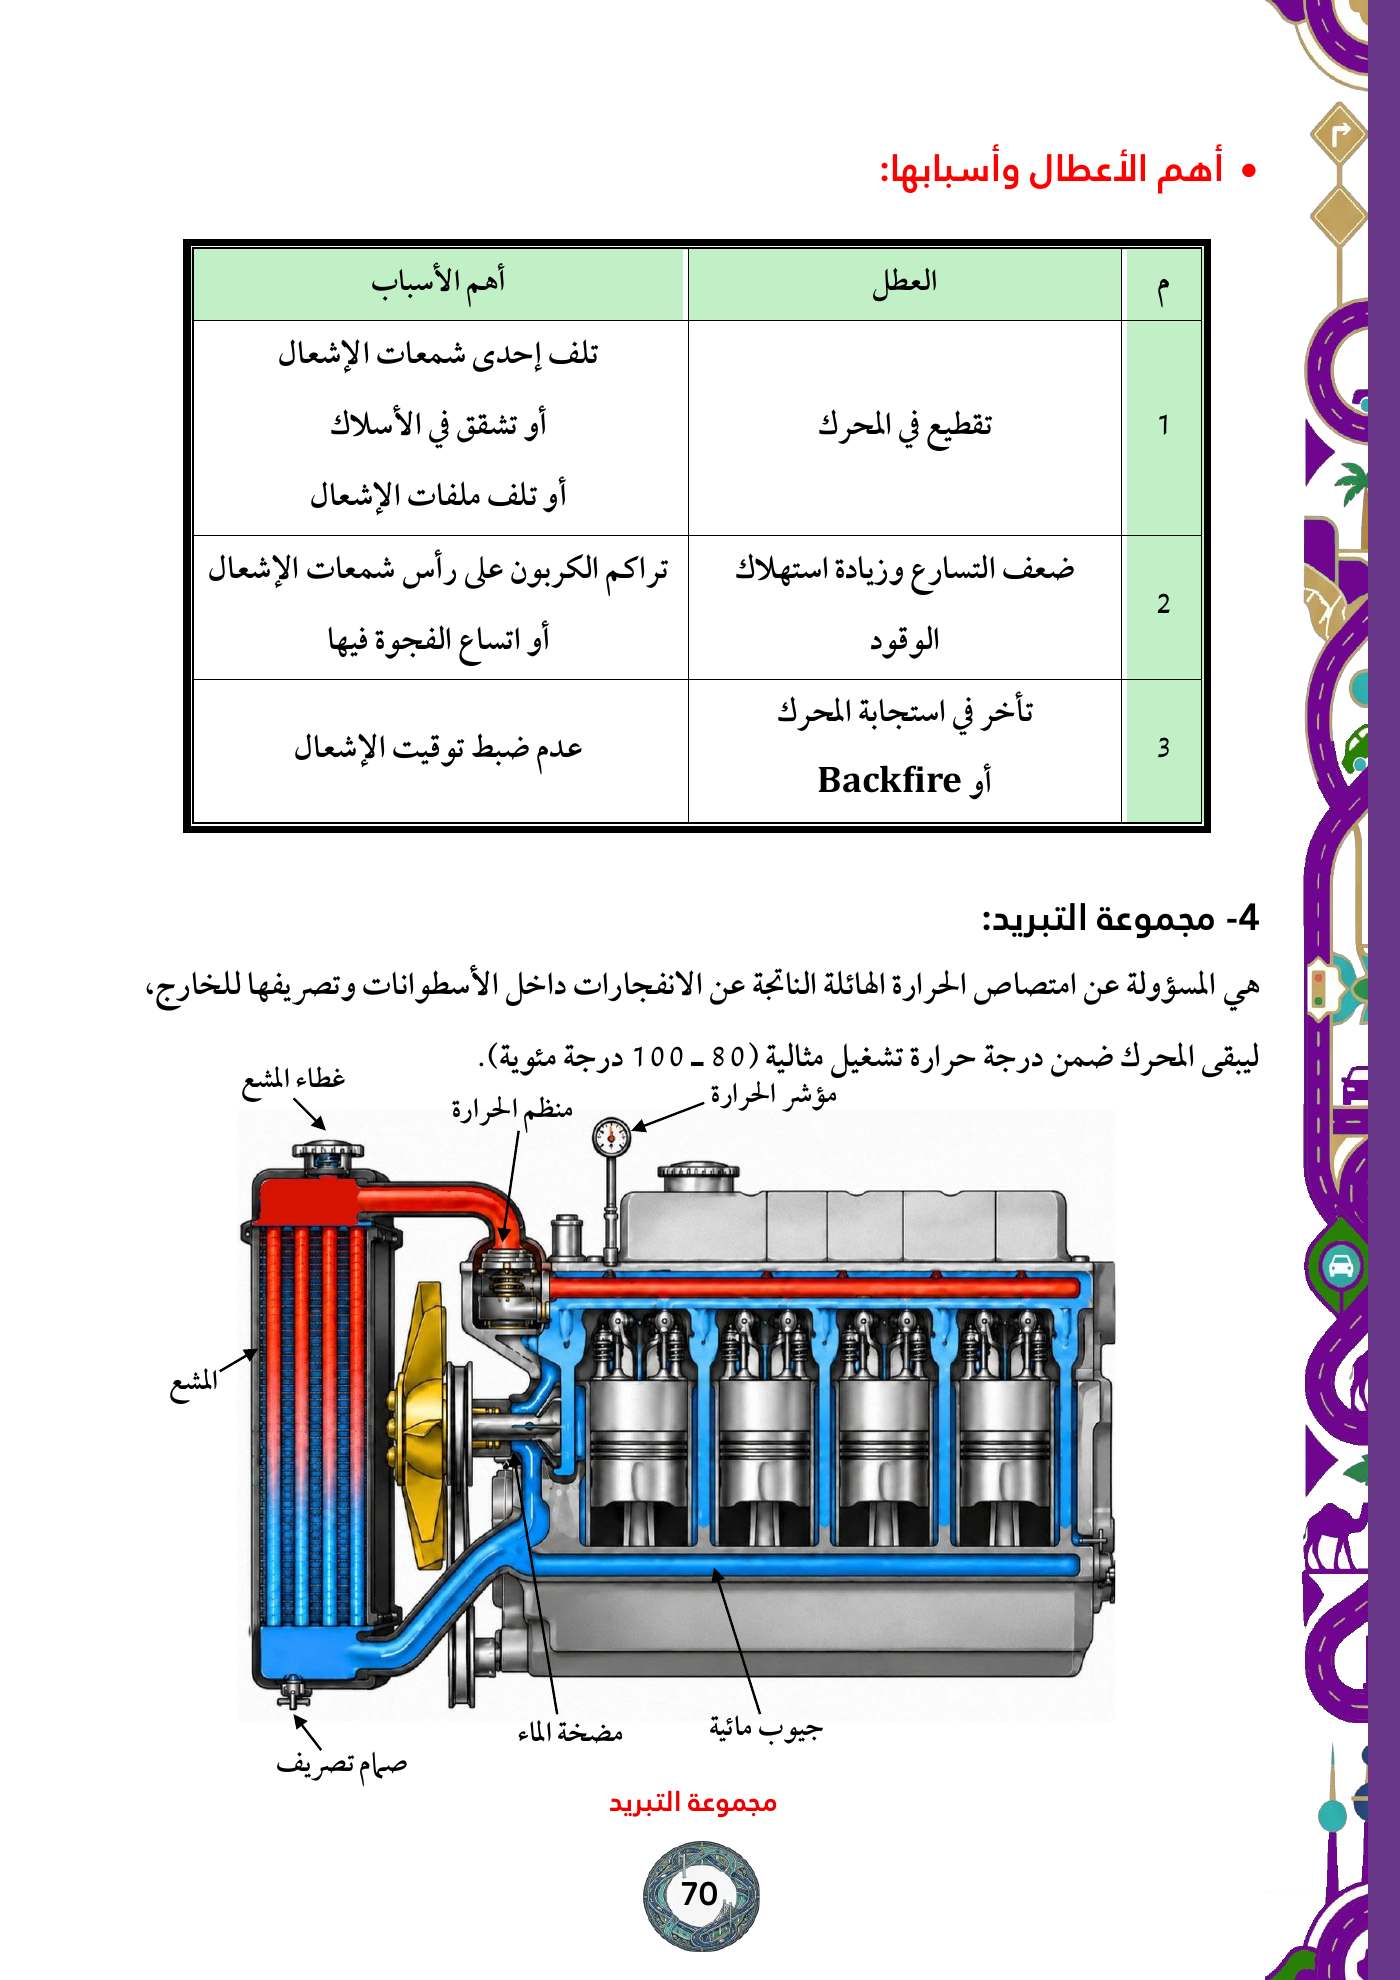 • أهم الأعطال وأسبابها:
م العطل أهم الأسباب
1 تقطيع في المحرك تلف إحدى شمعات الإشعال
أو تشقق في الأسلاك
أو تلف ملفات الإشعال
2 ضعف التسارع وزيادة استهلاك
الوقود
تراكم الكربون على رأس شمعات الإشعال
أو اتساع الفجوة فيها
3 تأخر في استجابة المحرك
أو Backfire
عدم ضبط توقيت الإشعال
4- مجموعة التبريد:
هي المسؤولة عن امتصاص الحرارة الهائلة الناتجة عن الانفجارات داخل الأسطوانات وتصريفها للخارج،
ليبقى المحرك ضمن درجة حرارة تشغيل مثالية (80 ـ 100 درجة مئوية).
غطاء المشع
مؤشر الحرارة
منظم الحرارة
المشع
جيوب مائية
مضخة الماء
صمام تصريف
مجموعة التبريد
70